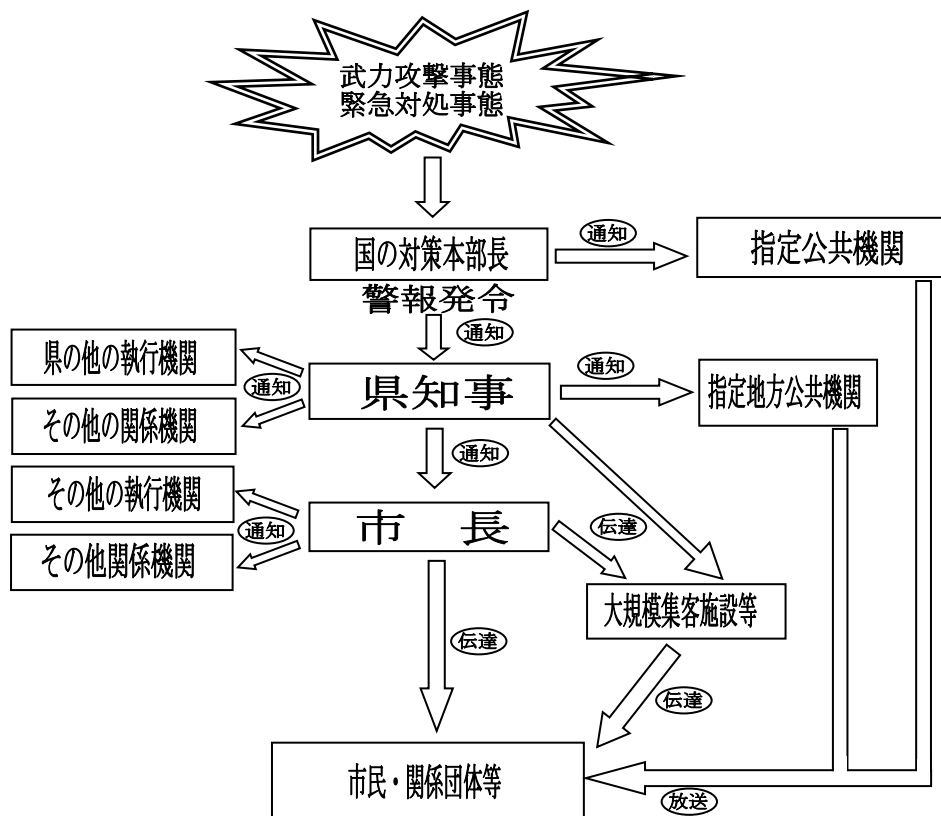 武力攻撃事態
緊急対処事態
通知
国の対策本部長
指定公共機関
警報発令
通知
県の他の執行機関
通知
県知事
通知
指定地方公共機関
その他の関係機関
通知
その他の執行機関
通知
市　長
伝達
その他関係機関
大規模集客施設等
伝達
伝達
市民・関係団体等
放送